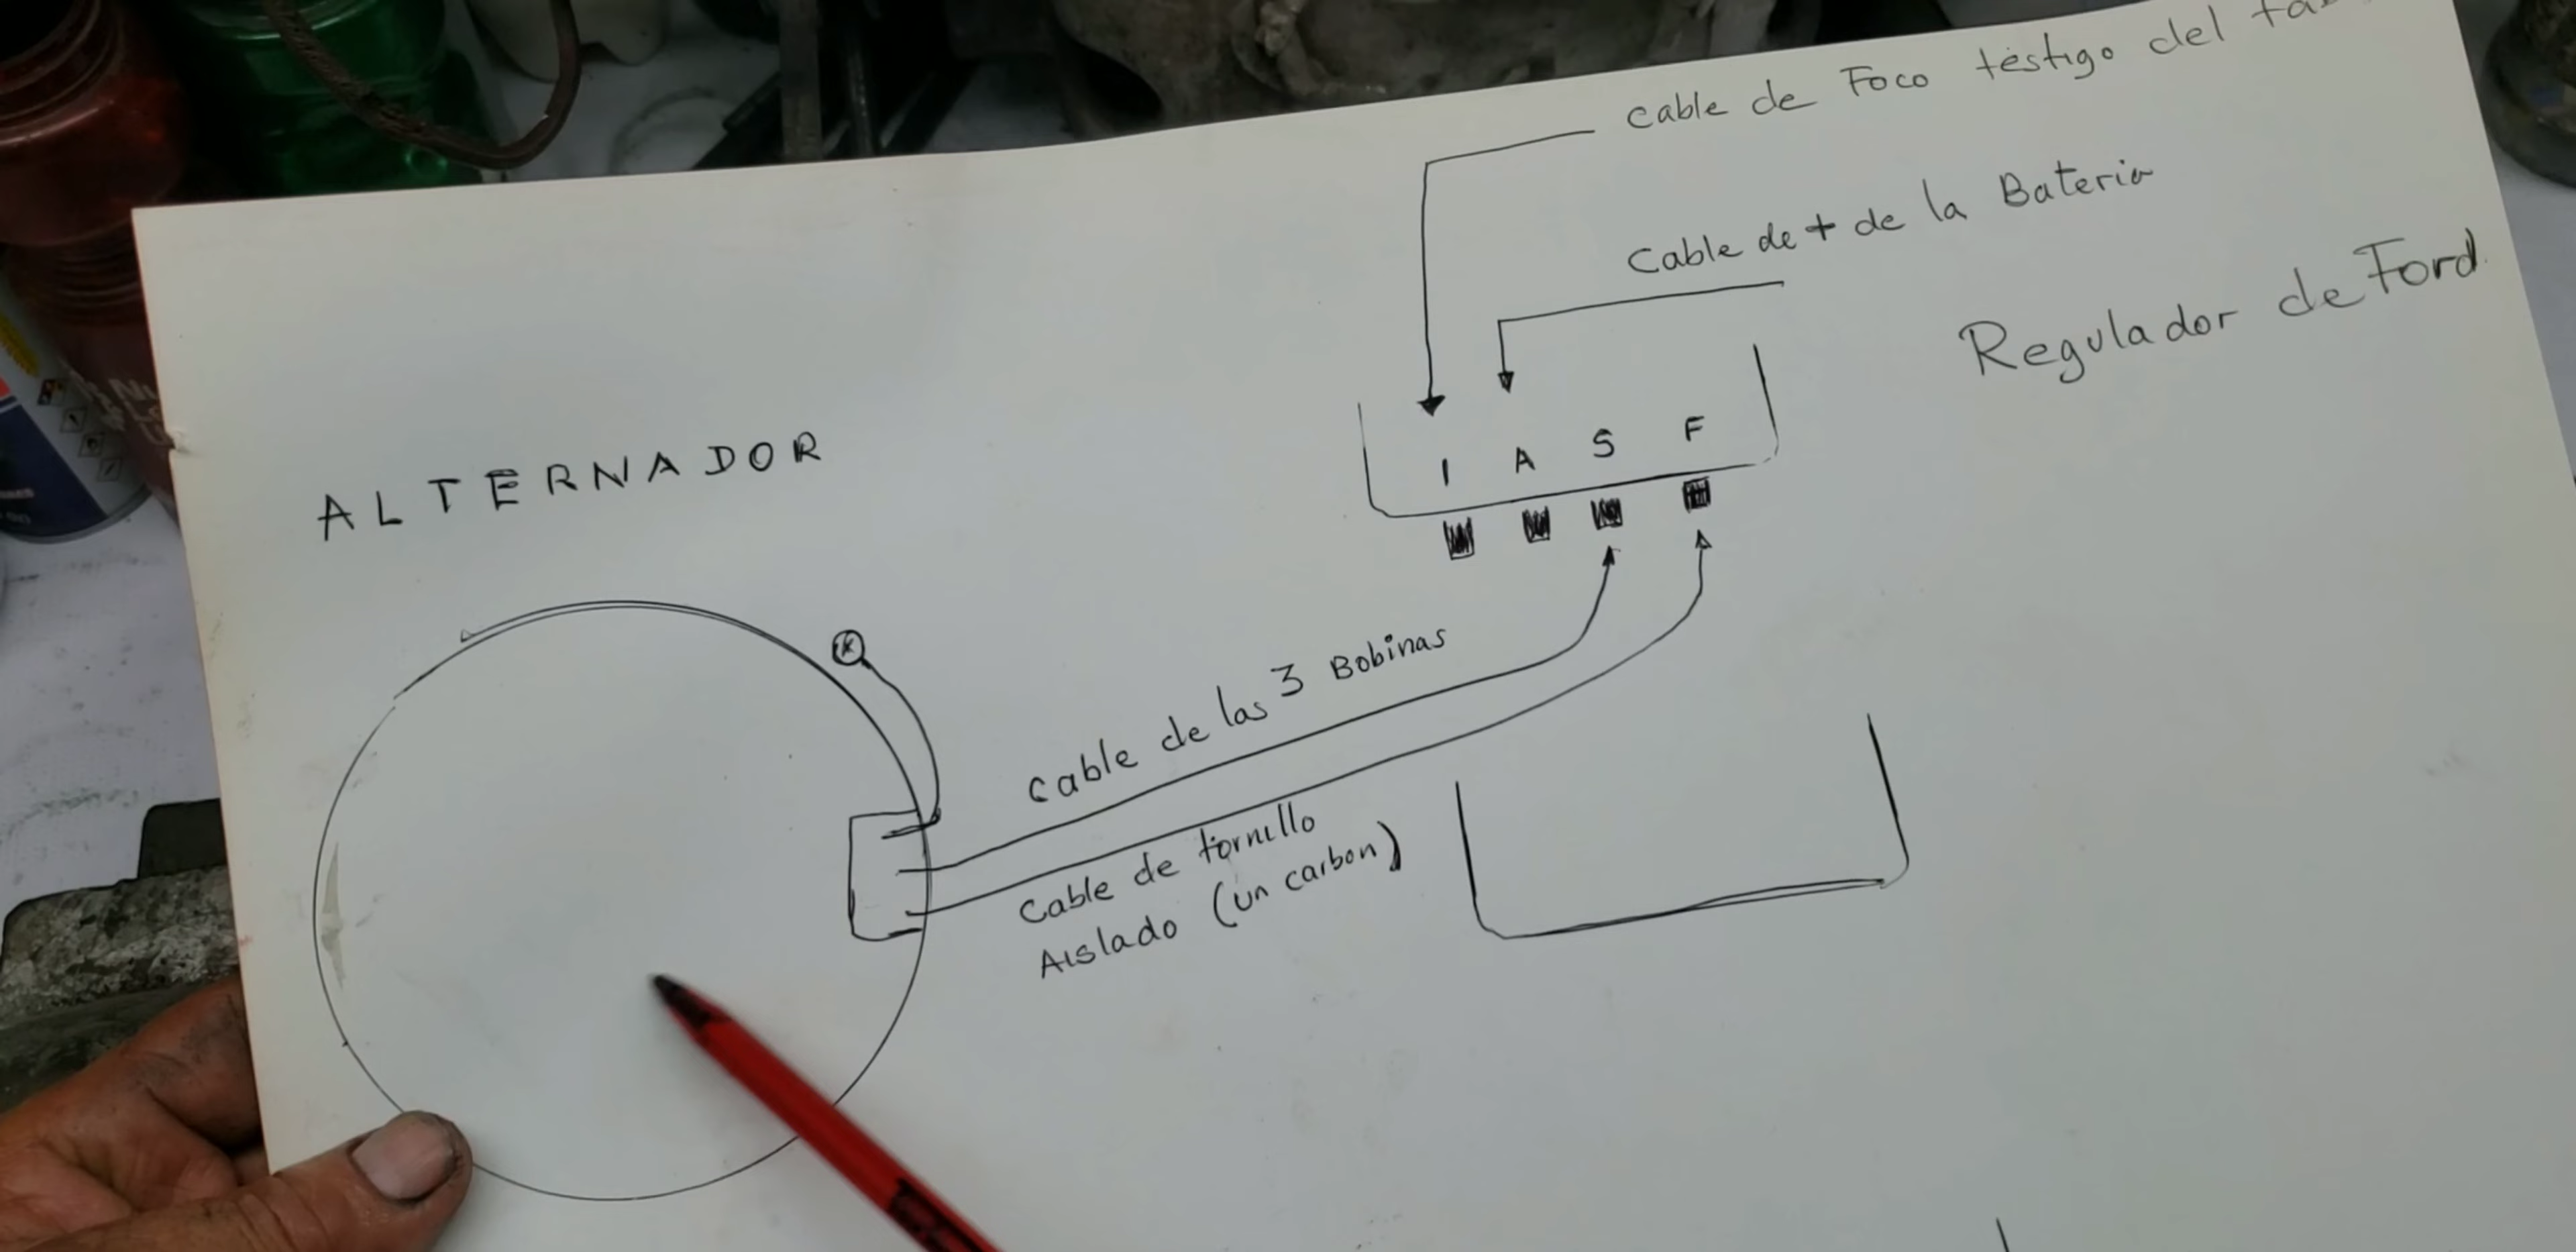 cable de Foco testigo del
Cable de + de la Bateria
Regulador de Ford.
I A S F
ALTERNADOR
cable de las 3 Bobinas
Cable de tornillo
Aislado (un carbon)